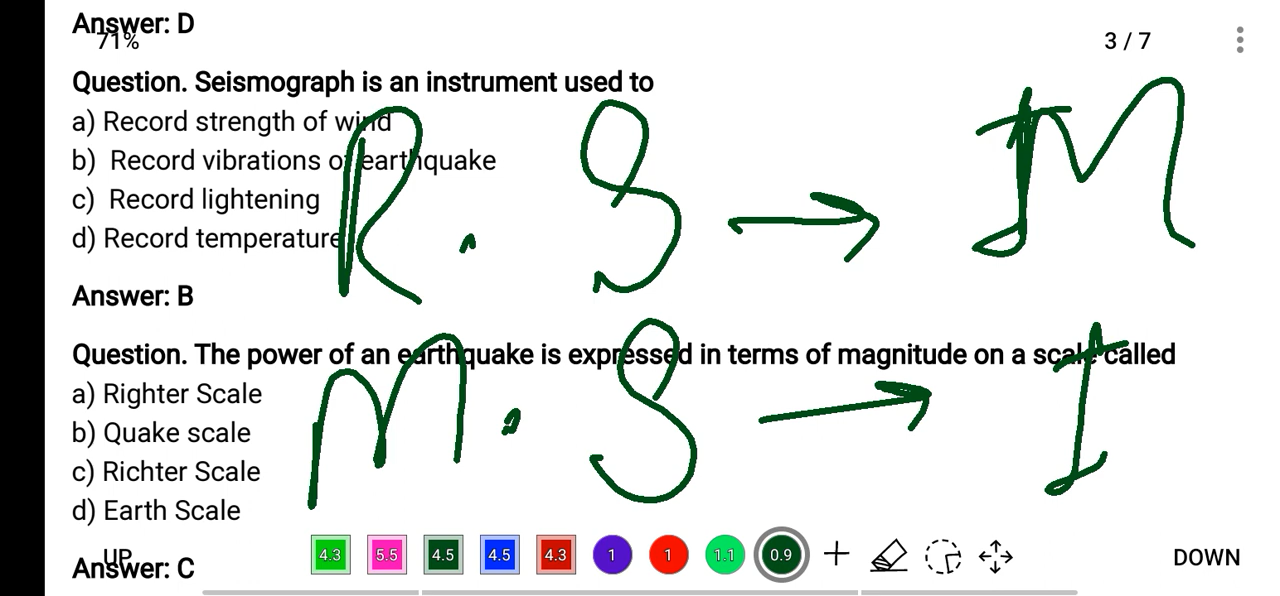 Answer: D
71%
3 / 7
Question. Seismograph is an instrument used to
a) Record strength of wind
b) Record vibrations of earthquake
c) Record lightening
d) Record temperature
R. S → M
Answer: B
Question. The power of an earthquake is expressed in terms of magnitude on a scale called
a) Righter Scale
b) Quake scale
c) Richter Scale
d) Earth Scale
M. S → I
UP
4.3 5.5 4.5 4.5 4.3 1 1 1.1 0.9 +
DOWN
Answer: C